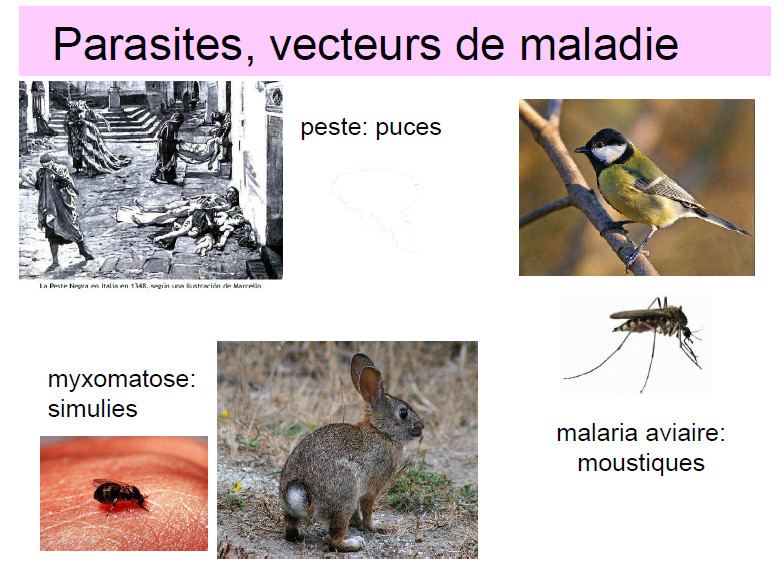 Parasites, vecteurs de maladie
peste: puces
La Peste Negra en Italia en 1348, según una ilustración de Marcello
myxomatose:
simulies
malaria aviaire:
moustiques